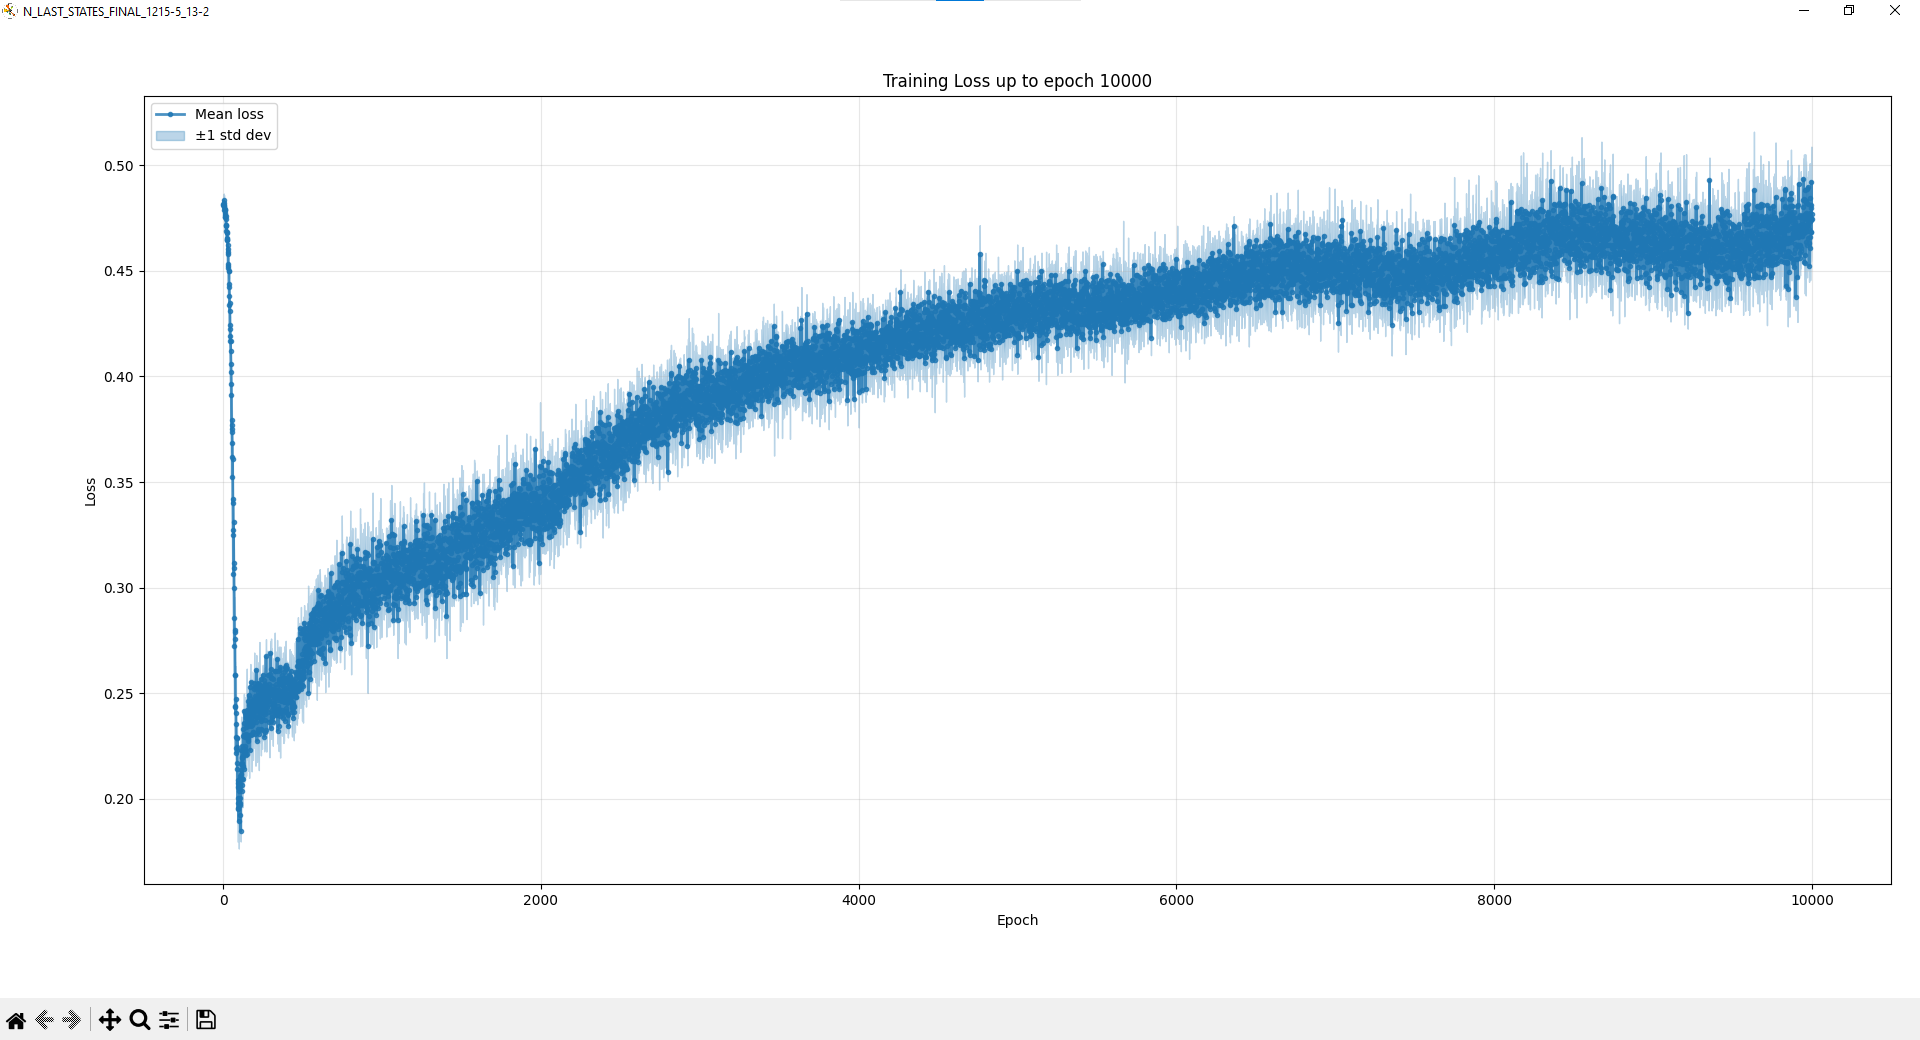 N_LAST_STATES_FINAL_1215-5_13-2
Training Loss up to epoch 10000
Mean loss
±1 std dev
0.50
0.45
0.40
0.35
0.30
0.25
0.20
Loss
0 2000 4000 6000 8000 10000
Epoch